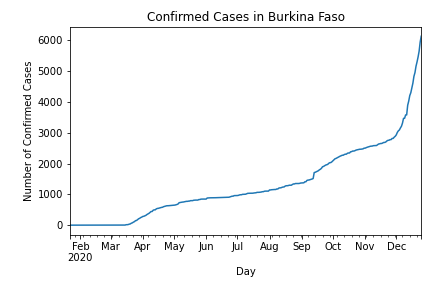 Confirmed Cases in Burkina Faso
Number of Confirmed Cases
6000
5000
4000
3000
2000
1000
0
Feb Mar Apr May Jun Jul Aug Sep Oct Nov Dec
2020
Day